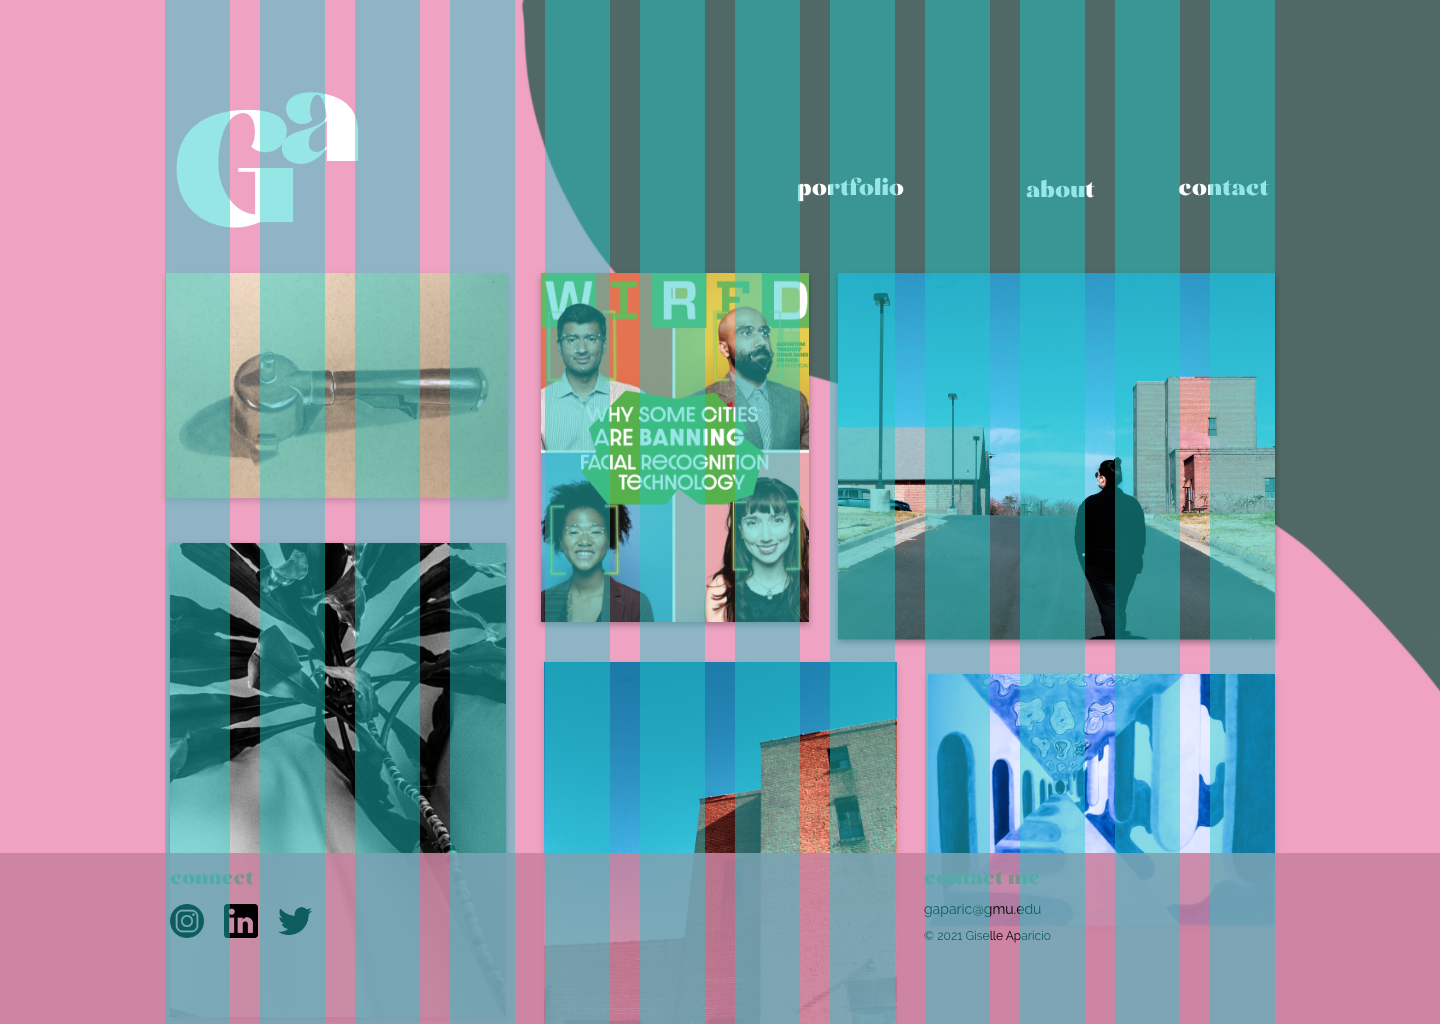 Ga
portfolio
about
contact
WIRED
WHY SOME CITIES
ARE BANNING
FACIAL RECOGNITION
TECHNOLOGY
connect
contact me
gaparic@gmu.edu
© 2021 Giselle Aparicio